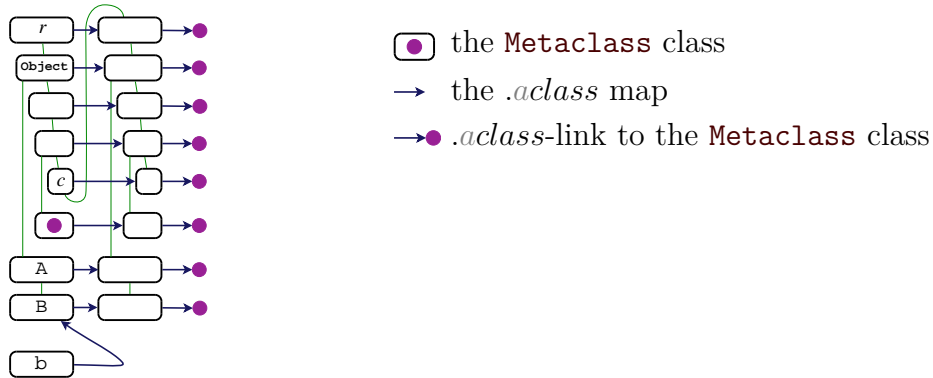 r
Object
c
A
B
b
the Metaclass class
the .aclass map
.aclass-link to the Metaclass class